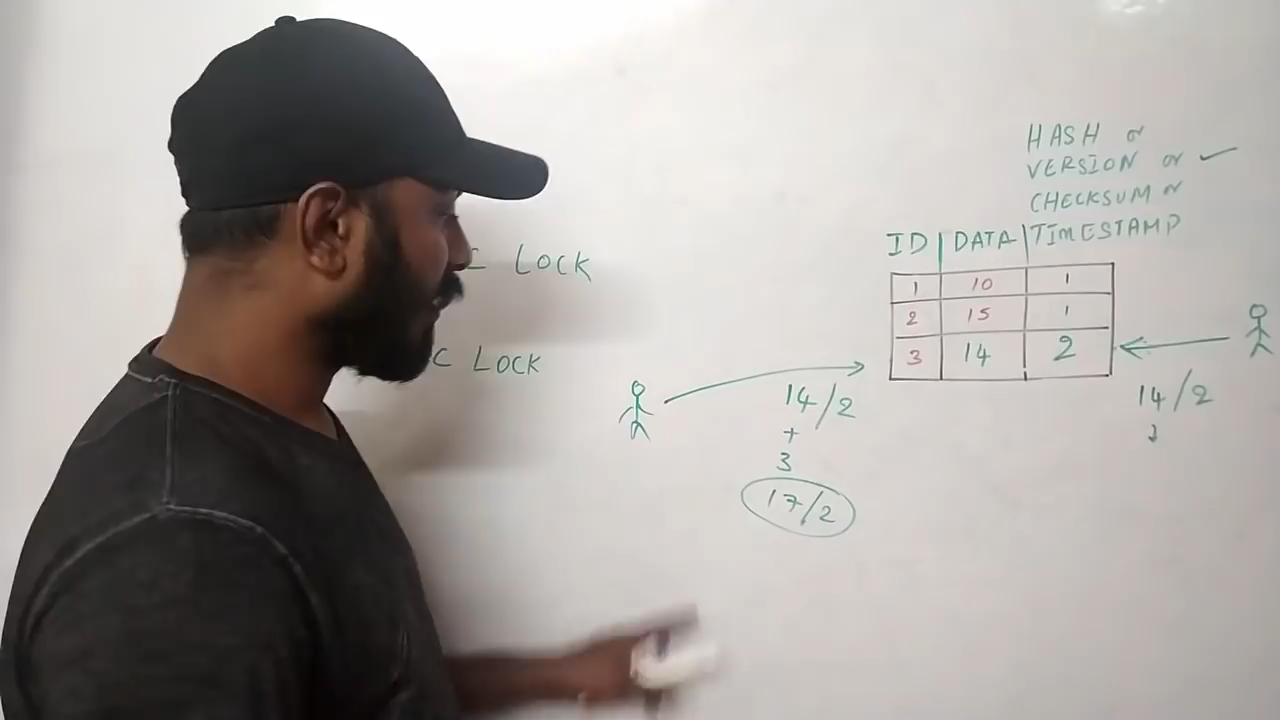 HASH or
VERSION or ✓
CHECKSUM or
ID | DATA | TIMESTAMP
1 10 1
2 15 1
3 14 2
C LOCK
C LOCK
14/2
+
3
17/2
14/2